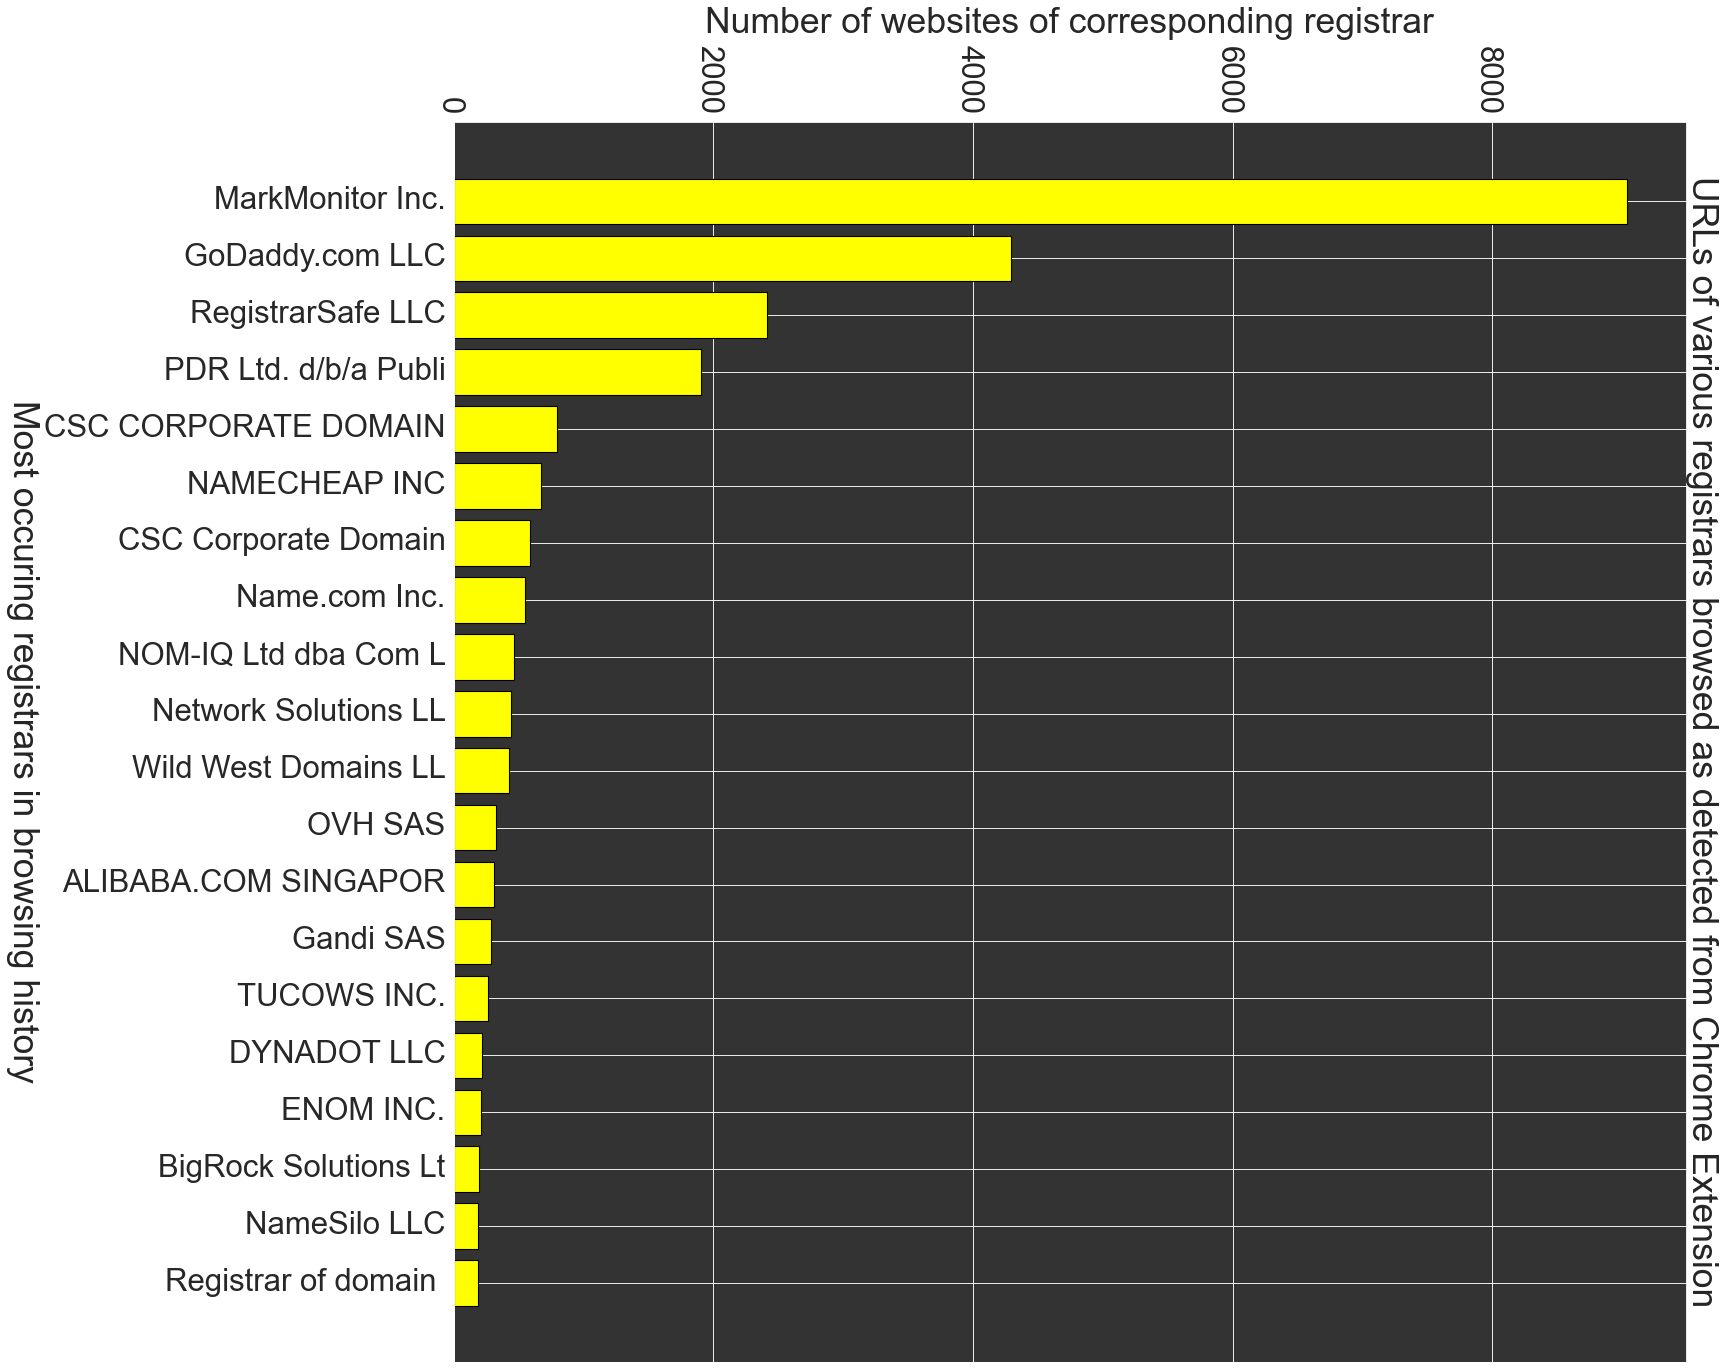 Number of websites of corresponding registrar
0
2000
4000
6000
8000
MarkMonitor Inc.
GoDaddy.com LLC
RegistrarSafe LLC
PDR Ltd. d/b/a Publi
CSC CORPORATE DOMAIN
NAMECHEAP INC
CSC Corporate Domain
Name.com Inc.
NOM-IQ Ltd dba Com L
Network Solutions LL
Wild West Domains LL
OVH SAS
ALIBABA.COM SINGAPOR
Gandi SAS
TUCOWS INC.
DYNADOT LLC
ENOM INC.
BigRock Solutions Lt
NameSilo LLC
Registrar of domain
Most occuring registrars in browsing history
URLs of various registrars browsed as detected from Chrome Extension